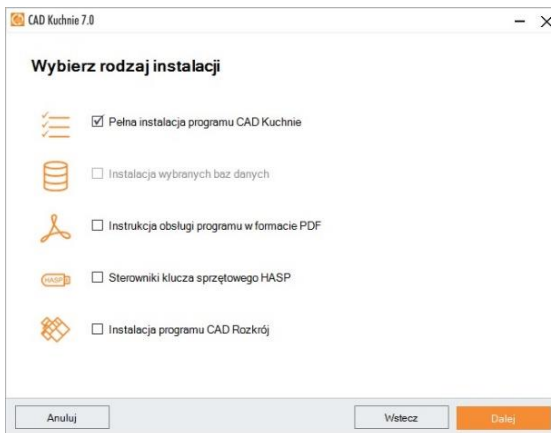 CAD Kuchnie 7.0
Wybierz rodzaj instalacji
Pełna instalacja programu CAD Kuchnie
Instalacja wybranych baz danych
Instrukcja obsługi programu w formacie PDF
HASP
Sterowniki klucza sprzętowego HASP
Instalacja programu CAD Rozkrój
Anuluj
Wstecz
Dalej